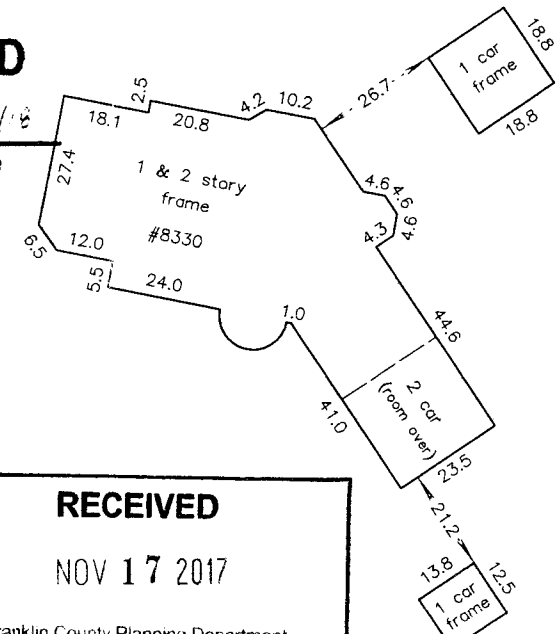 D
2.5
4.2
10.2
26.7
1 car
frame
18.8
18.8
18.1
20.8
27.4
1 & 2 story
frame
#8330
4.6
4.6
4.6
4.3
6.5
12.0
5.5
24.0
1.0
44.6
41.0
2 car
(room over)
23.5
21.2
13.8
12.5
1 car
frame
RECEIVED
NOV 17 2017
anklin County Planning Department